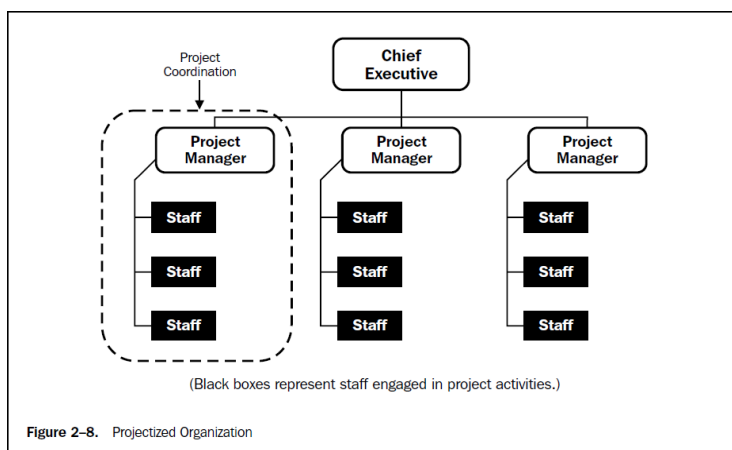 Project
Coordination
Chief
Executive
Project
Manager
Project
Manager
Project
Manager
Staff
Staff
Staff
Staff
Staff
Staff
Staff
Staff
Staff
(Black boxes represent staff engaged in project activities.)
Figure 2–8. Projectized Organization